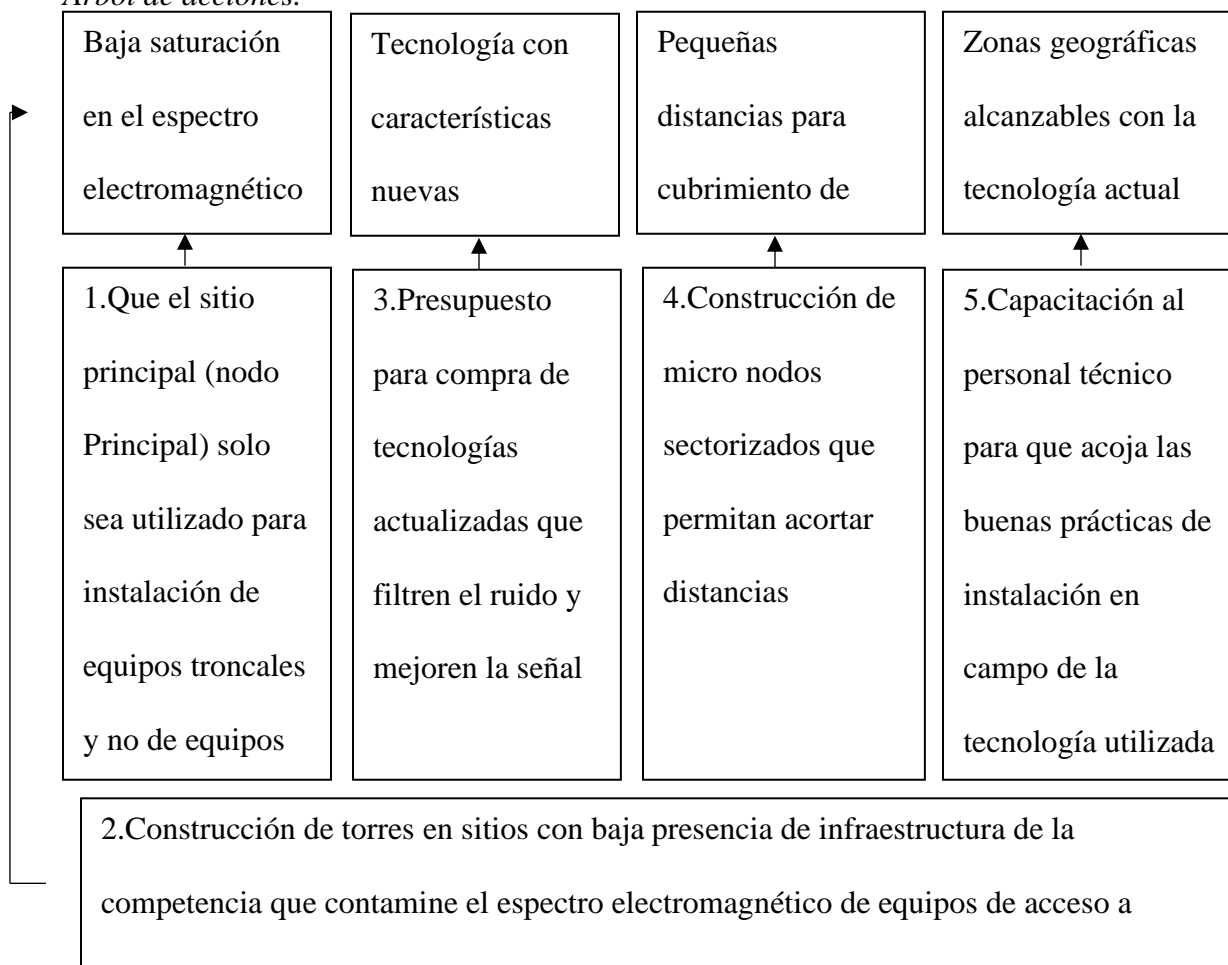 Árbol de acciones.
Baja saturación
en el espectro
electromagnético
Tecnología con
características
nuevas
Pequeñas
distancias para
cubrimiento de
Zonas geográficas
alcanzables con la
tecnología actual
1.Que el sitio
principal (nodo
Principal) solo
sea utilizado para
instalación de
equipos troncales
y no de equipos
3.Presupuesto
para compra de
tecnologías
actualizadas que
filtren el ruido y
mejoren la señal
4.Construcción de
micro nodos
sectorizados que
permitan acortar
distancias
5.Capacitación al
personal técnico
para que acoja las
buenas prácticas de
instalación en
campo de la
tecnología utilizada
2.Construcción de torres en sitios con baja presencia de infraestructura de la
competencia que contamine el espectro electromagnético de equipos de acceso a